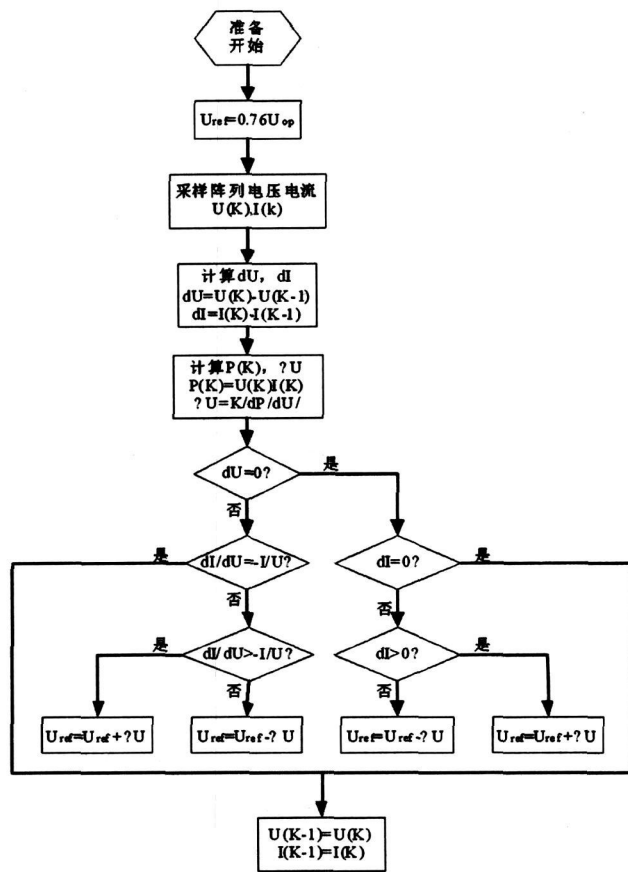 准备
开始
Uref=0.76Uop
采样阵列电压电流
U(K).I(k)
计算dU，dI
dU=U(K)-U(K-1)
dI=I(K)-I(K-1)
计算P(K)，?U
P(K)=U(K)I(K)
?U=K/dP/dU/
dU=0?
是
否
是
dI/dU=-I/U?
dI=0?
是
否
否
是
dI/dU>-I/U?
dI>0?
是
否
否
Uref=Uref+?U
Uref=Uref-?U
Uref=Uref-?U
Uref=Uref+?U
U(K-1)=U(K)
I(K-1)=I(K)